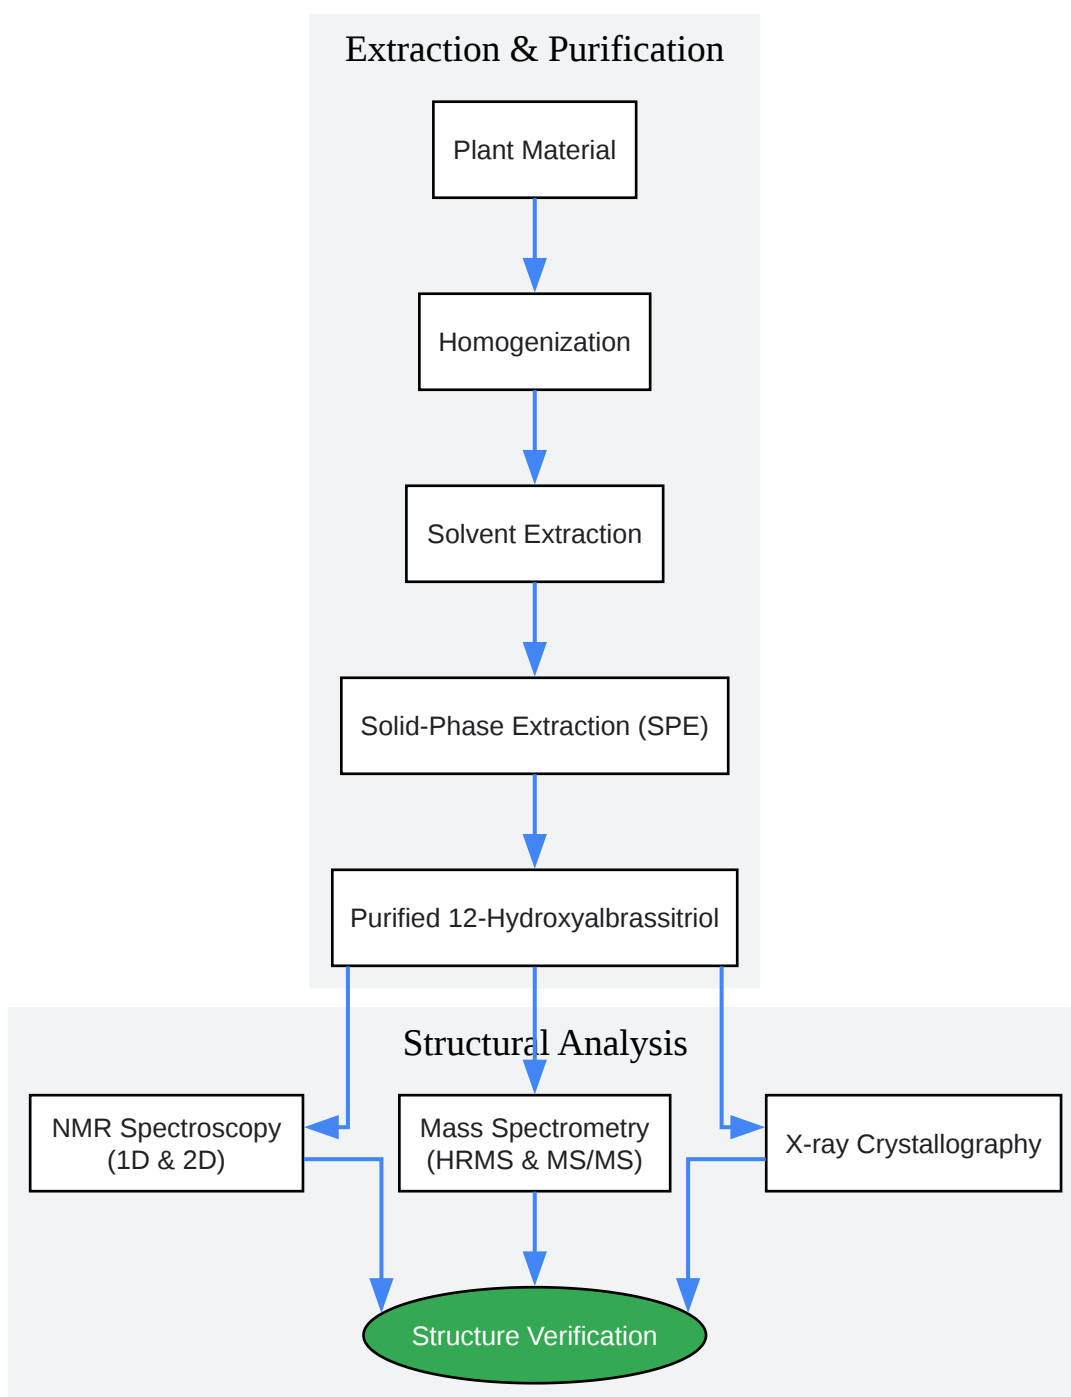 Extraction & Purification
Plant Material
Homogenization
Solvent Extraction
Solid-Phase Extraction (SPE)
Purified 12-Hydroxyalbrassitriol
Structural Analysis
NMR Spectroscopy
(1D & 2D)
Mass Spectrometry
(HRMS & MS/MS)
X-ray Crystallography
Structure Verification